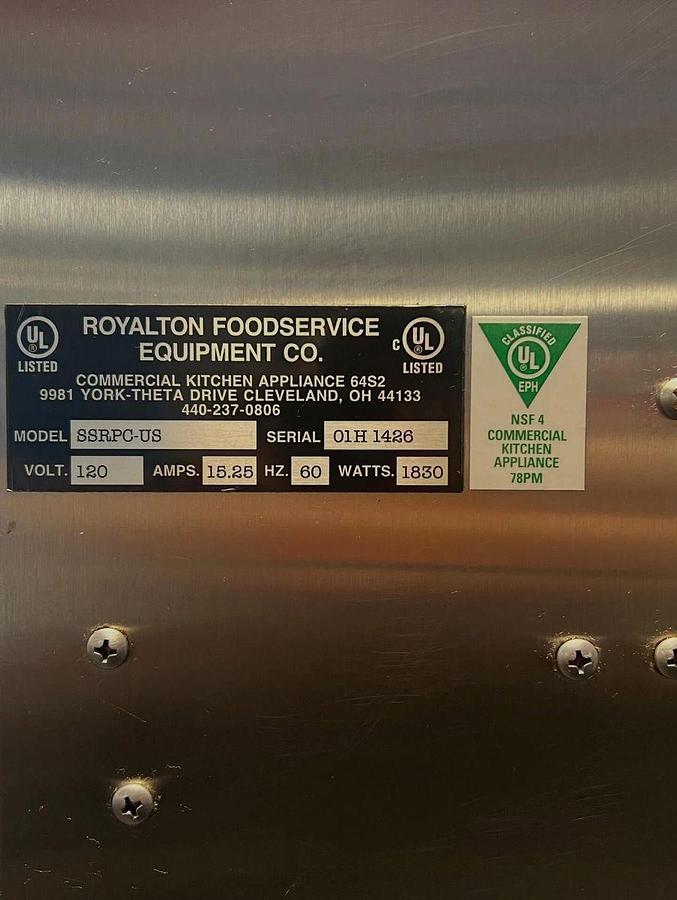 UL
®
LISTED
ROYALTON FOODSERVICE
EQUIPMENT CO.
C UL
®
LISTED
COMMERCIAL KITCHEN APPLIANCE 64S2
9981 YORK-THETA DRIVE CLEVELAND, OH 44133
440-237-0806
MODEL SSRPC-US SERIAL 01H 1426
VOLT. 120 AMPS. 15.25 HZ. 60 WATTS. 1830
CLASSIFIED
UL
®
EPH
NSF 4
COMMERCIAL
KITCHEN
APPLIANCE
78PM